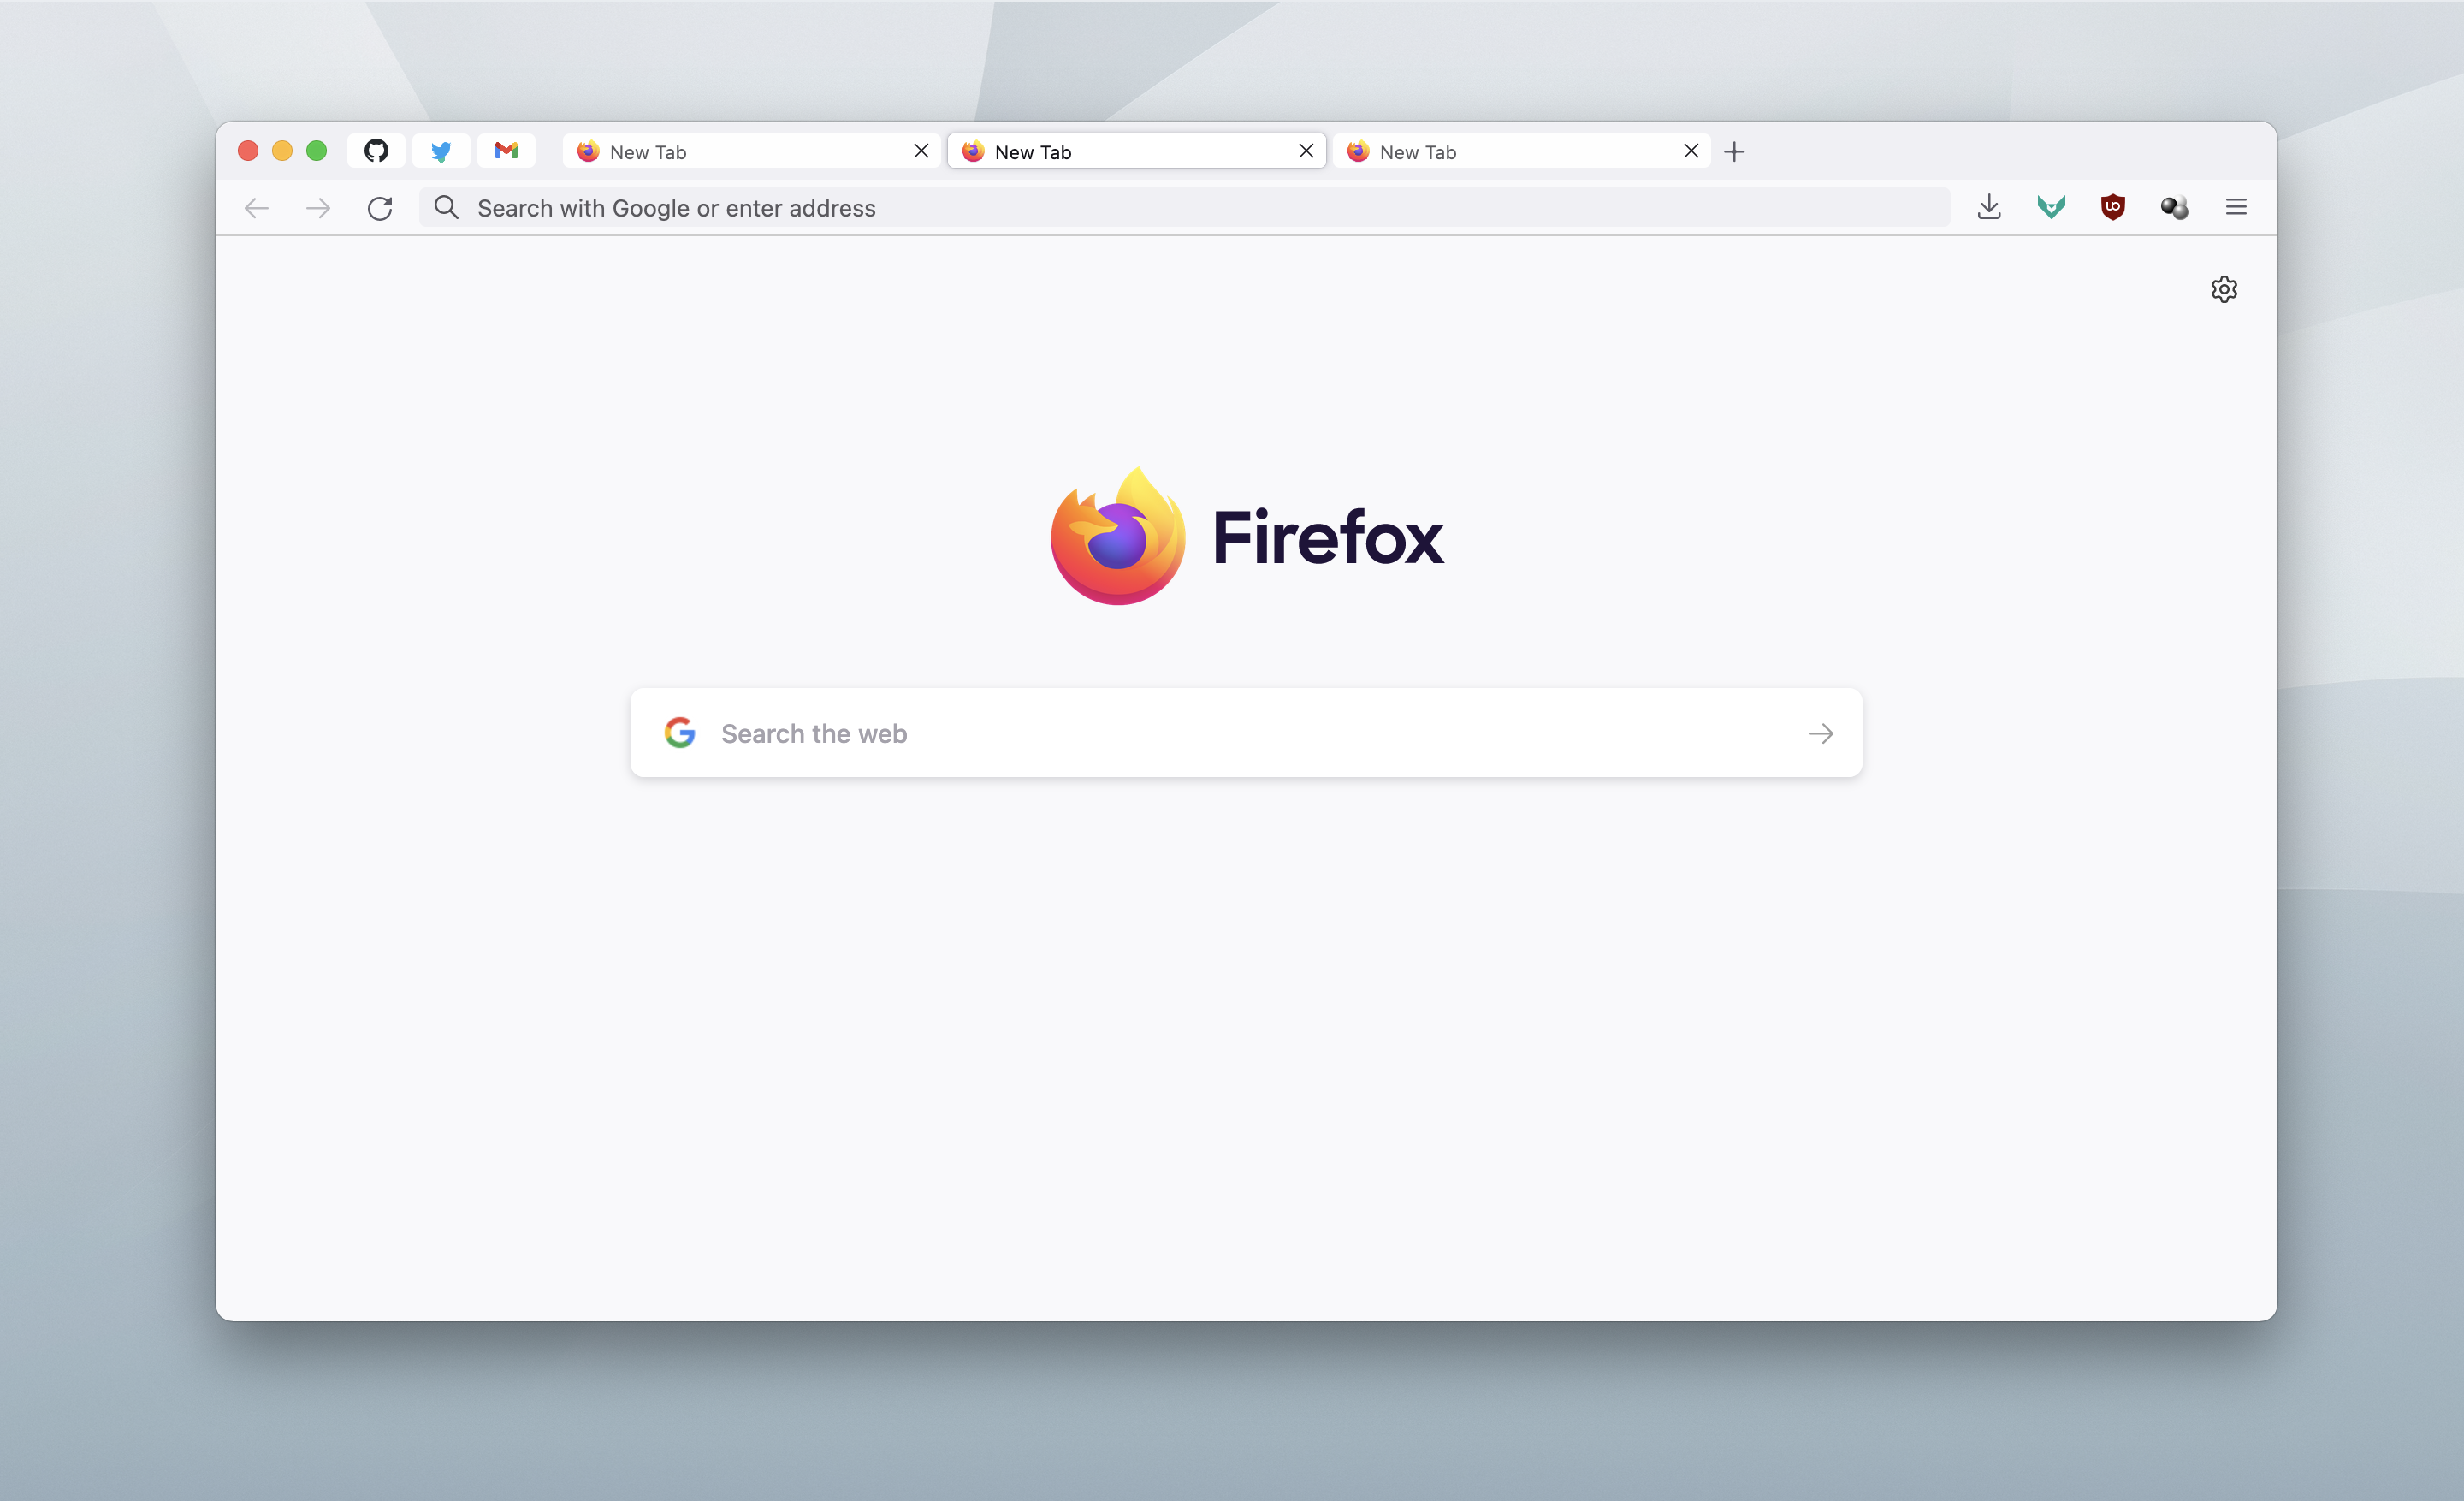 New Tab
New Tab
New Tab
Search with Google or enter address
uo
Firefox
Search the web